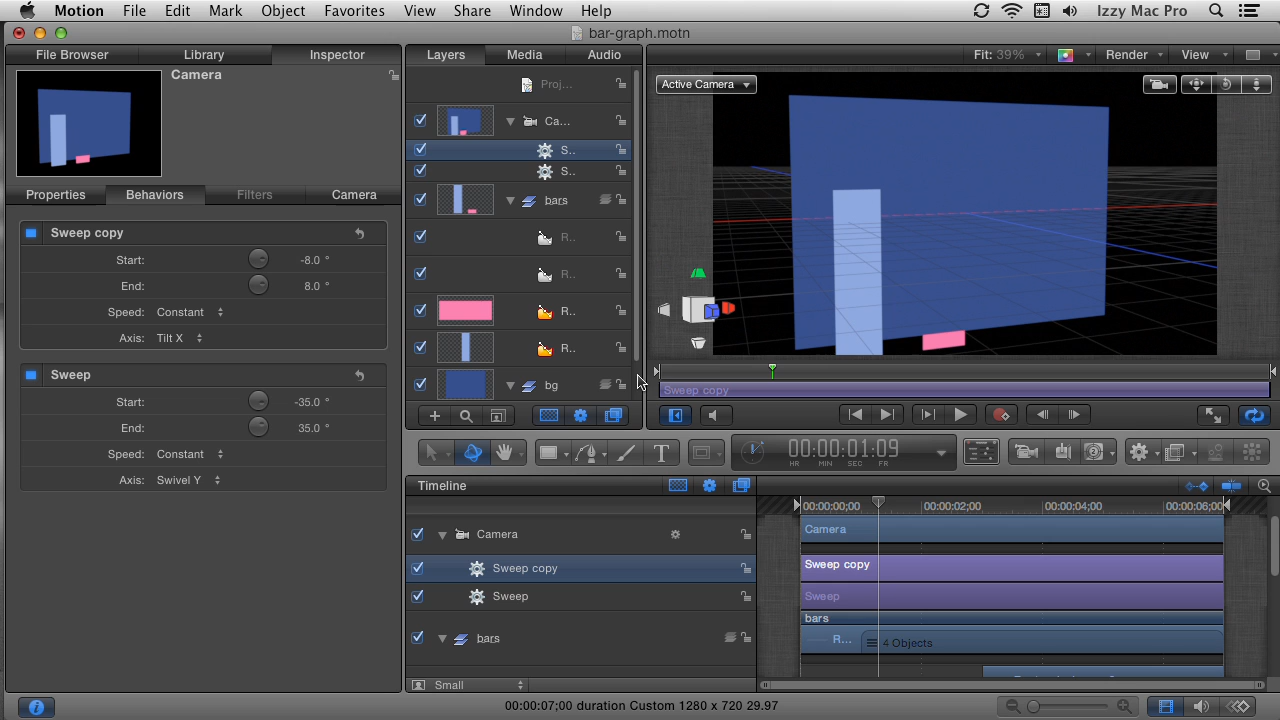 Motion File Edit Mark Object Favorites View Share Window Help Izzy Mac Pro
bar-graph.motn
File Browser Library Inspector
Layers Media Audio
Fit: 39% Render View
Camera
Proj...
Active Camera
Ca...
S..
S..
Properties Behaviors Filters Camera
bars
Sweep copy
Start: -8.0 °
End: 8.0 °
Speed: Constant
Axis: Tilt X
R..
R..
R..
R..
bg
Sweep
Start: -35.0 °
End: 35.0 °
Speed: Constant
Axis: Swivel Y
Sweep copy
T
00:00:01:09
HR MIN SEC FR
Timeline
00:00:00;00 00:00:02;00 00:00:04;00 00:00:06;00
Camera
Camera
Sweep copy
Sweep copy
Sweep
Sweep
bars
bars
R... 4 Objects
Small
00:00:07;00 duration Custom 1280 x 720 29.97